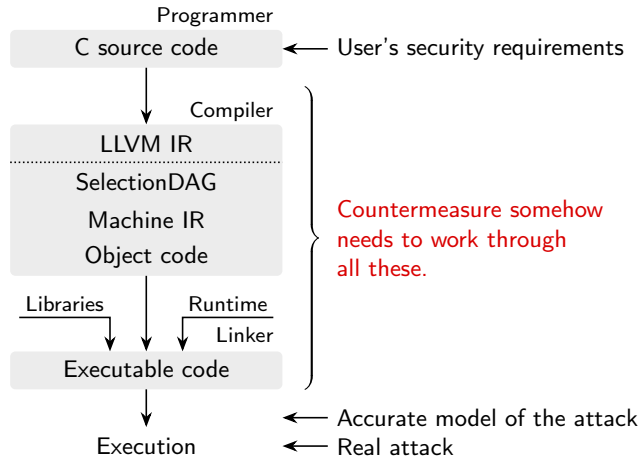 Programmer
C source code
User's security requirements
Compiler
LLVM IR
SelectionDAG
Machine IR
Object code
Countermeasure somehow
needs to work through
all these.
Libraries
Runtime
Linker
Executable code
Accurate model of the attack
Execution
Real attack